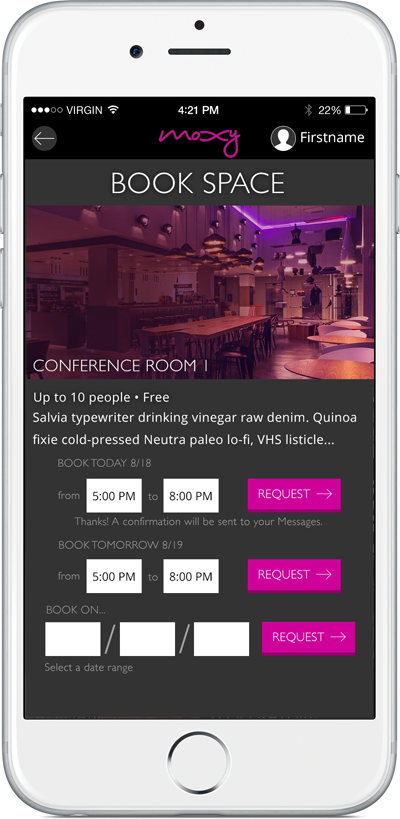 ●●●○○ VIRGIN 4:21 PM 22%
← moxy Firstname
BOOK SPACE
CONFERENCE ROOM 1
Up to 10 people • Free
Salvia typewriter drinking vinegar raw denim. Quinoa
fixie cold-pressed Neutra paleo lo-fi, VHS listicle...
BOOK TODAY 8/18
from 5:00 PM to 8:00 PM REQUEST →
Thanks! A confirmation will be sent to your Messages.
BOOK TOMORROW 8/19
from 5:00 PM to 8:00 PM REQUEST →
BOOK ON...
/ / REQUEST →
Select a date range